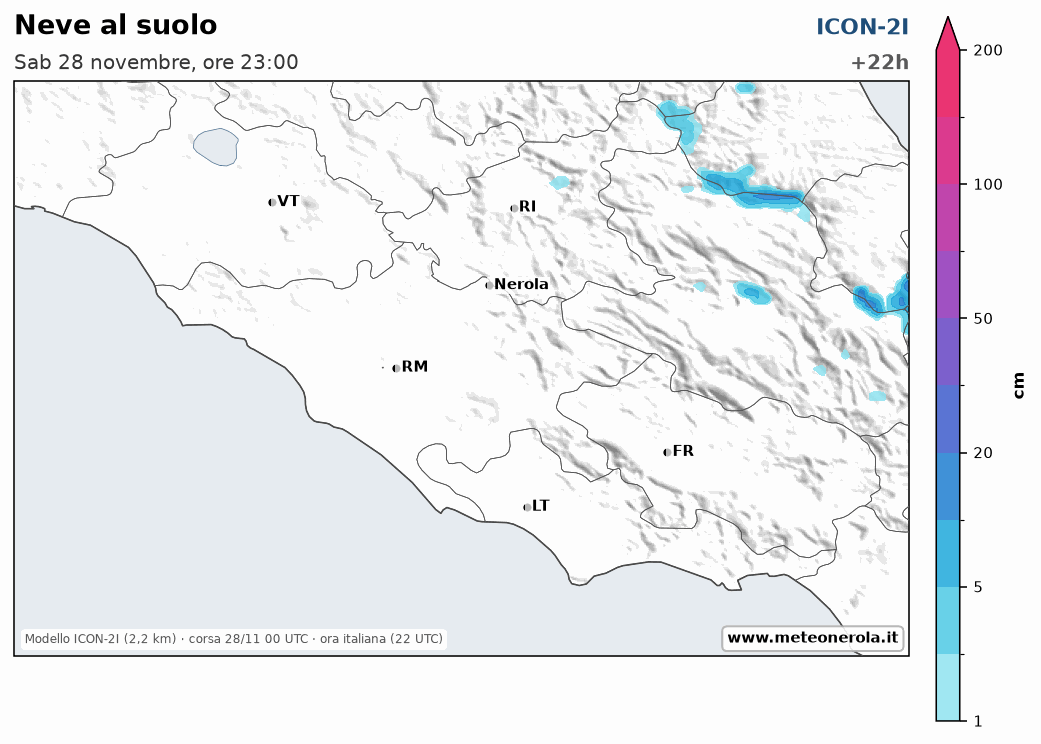 Neve al suolo
ICON-2I
Sab 28 novembre, ore 23:00
+22h
200
100
50
20
5
1
cm
VT
RI
Nerola
RM
FR
LT
Modello ICON-2I (2,2 km) · corsa 28/11 00 UTC · ora italiana (22 UTC)
www.meteonerola.it